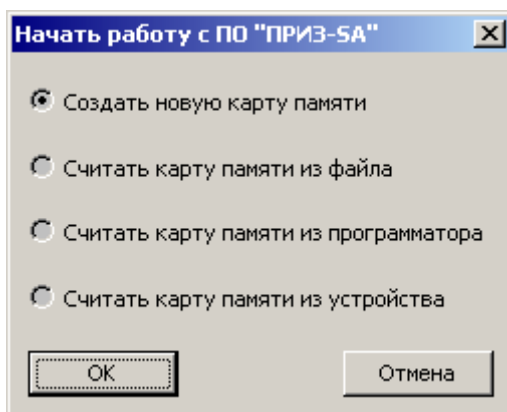 Начать работу с ПО "ПРИЗ-SA"
Создать новую карту памяти
Считать карту памяти из файла
Считать карту памяти из программатора
Считать карту памяти из устройства
OK Отмена